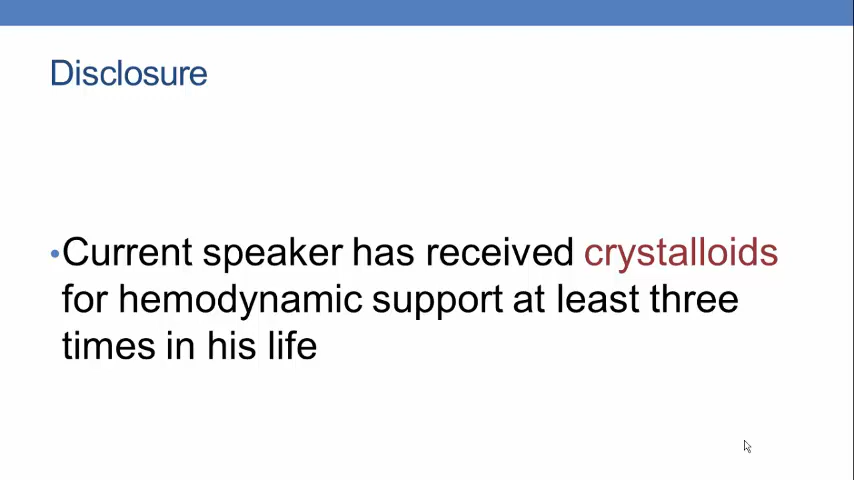 Disclosure
•Current speaker has received crystalloids
for hemodynamic support at least three
times in his life